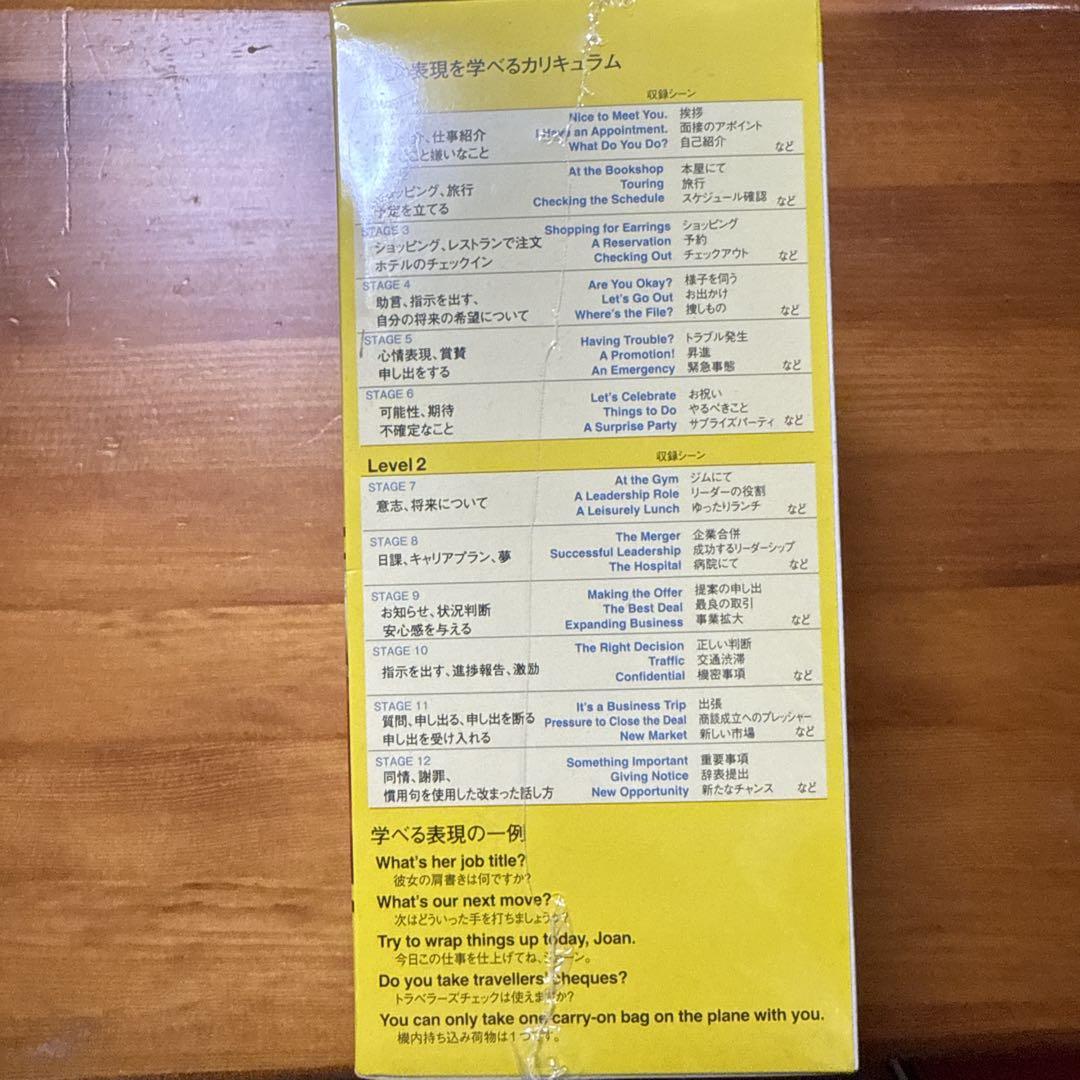 表現を学べるカリキュラム
収録シーン
Nice to Meet You. 挨拶
介、仕事紹介 an Appointment. 面接のアポイント
こと嫌いなこと What Do You Do? 自己紹介 など
At the Bookshop 本屋にて
ョッピング、旅行 Touring 旅行
予定を立てる Checking the Schedule スケジュール確認 など
STAGE 3 Shopping for Earrings ショッピング
ショッピング、レストランで注文 A Reservation 予約
ホテルのチェックイン Checking Out チェックアウト など
STAGE 4 Are You Okay? 様子を伺う
助言、指示を出す、 Let's Go Out お出かけ
自分の将来の希望について Where's the File? 捜しもの など
STAGE 5 Having Trouble? トラブル発生
心情表現、賞賛 A Promotion! 昇進
申し出をする An Emergency 緊急事態 など
STAGE 6 Let's Celebrate お祝い
可能性、期待 Things to Do やるべきこと
不確定なこと A Surprise Party サプライズパーティ など
Level 2 収録シーン
STAGE 7 At the Gym ジムにて
意志、将来について A Leadership Role リーダーの役割
A Leisurely Lunch ゆったりランチ など
STAGE 8 The Merger 企業合併
日課、キャリアプラン、夢 Successful Leadership 成功するリーダーシップ
The Hospital 病院にて など
STAGE 9 Making the Offer 提案の申し出
お知らせ、状況判断 The Best Deal 最良の取引
安心感を与える Expanding Business 事業拡大 など
STAGE 10 The Right Decision 正しい判断
指示を出す、進捗報告、激励 Traffic 交通渋滞
Confidential 機密事項 など
STAGE 11 It's a Business Trip 出張
質問、申し出る、申し出を断る Pressure to Close the Deal 商談成立へのプレッシャー
申し出を受け入れる New Market 新しい市場 など
STAGE 12 Something Important 重要事項
同情、謝罪、 Giving Notice 辞表提出
慣用句を使用した改まった話し方 New Opportunity 新たなチャンス など
学べる表現の一例
What's her job title?
彼女の肩書きは何ですか?
What's our next move?
次はどういった手を打ちましょうか?
Try to wrap things up today, Joan.
今日この仕事を仕上げてね、ジョーン。
Do you take travellers' cheques?
トラベラーズチェックは使えますか?
You can only take one carry-on bag on the plane with you.
機内持ち込み荷物は1つです。